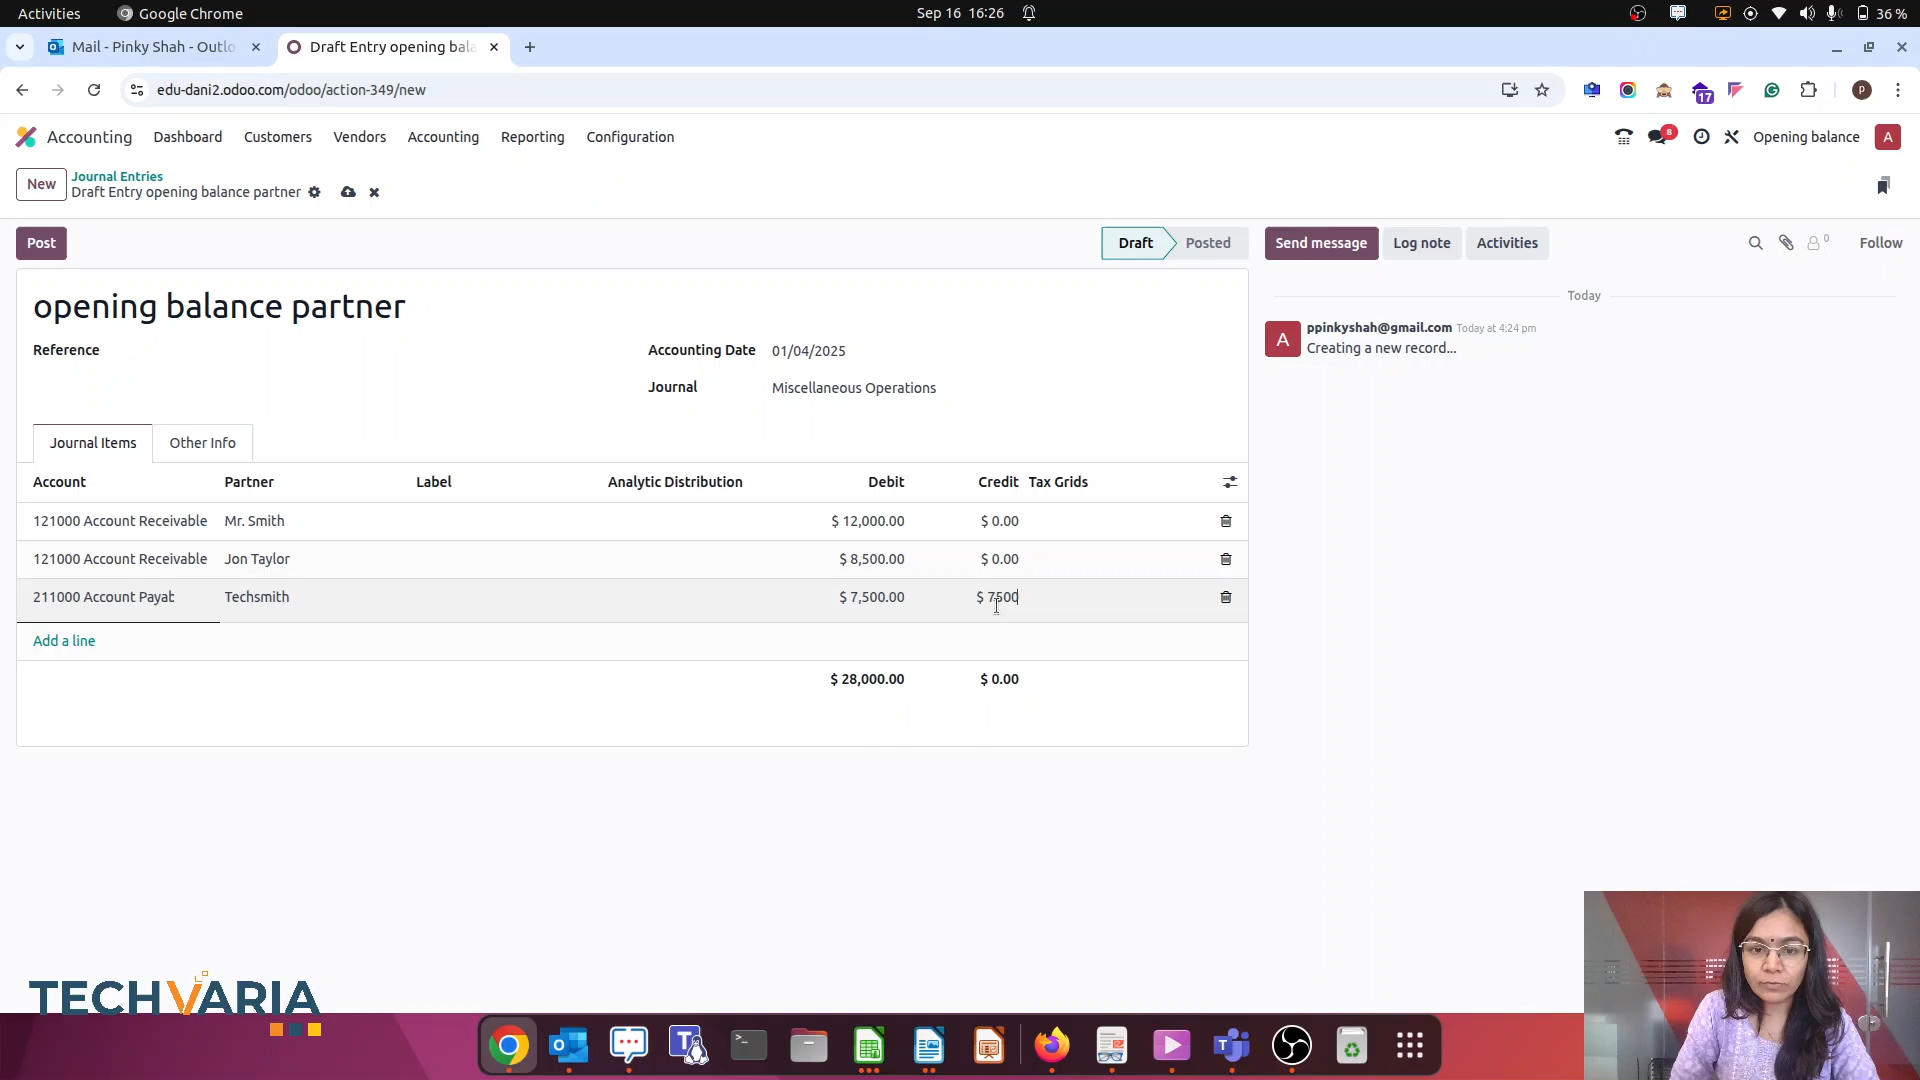 Activities Google Chrome Sep 16 16:26 36 %
Mail - Pinky Shah - Outlo Draft Entry opening bala
edu-dani2.odoo.com/odoo/action-349/new 17 P
Accounting Dashboard Customers Vendors Accounting Reporting Configuration 8 Opening balance A
New Journal Entries
Draft Entry opening balance partner
Post Draft Posted Send message Log note Activities 0 Follow
opening balance partner
Today
Reference Accounting Date 01/04/2025
Journal Miscellaneous Operations
A ppinkyshah@gmail.com Today at 4:24 pm
Creating a new record...
Journal Items Other Info
Account Partner Label Analytic Distribution Debit Credit Tax Grids
121000 Account Receivable Mr. Smith $ 12,000.00 $ 0.00
121000 Account Receivable Jon Taylor $ 8,500.00 $ 0.00
211000 Account Payab Techsmith $ 7,500.00 $ 7500
Add a line
$ 28,000.00 $ 0.00
TECHVARIA